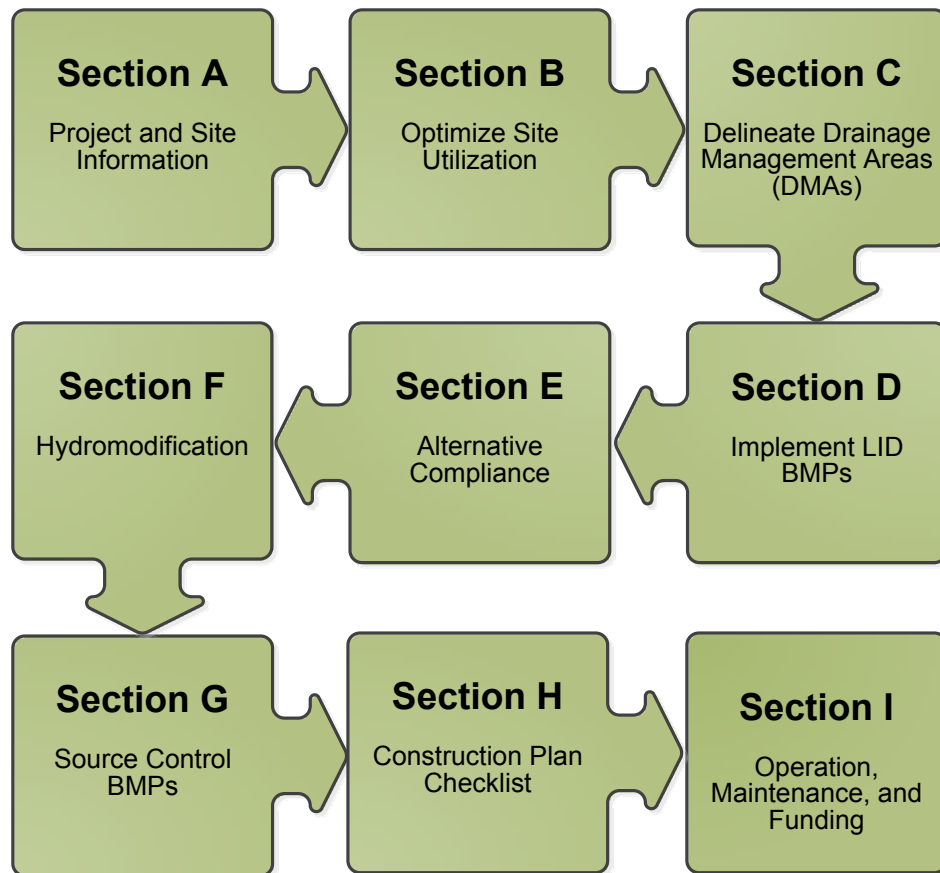 Section A
Project and Site
Information
Section B
Optimize Site
Utilization
Section C
Delineate Drainage
Management Areas
(DMAs)
Section F
Hydromodification
Section E
Alternative
Compliance
Section D
Implement LID
BMPs
Section G
Source Control
BMPs
Section H
Construction Plan
Checklist
Section I
Operation,
Maintenance, and
Funding